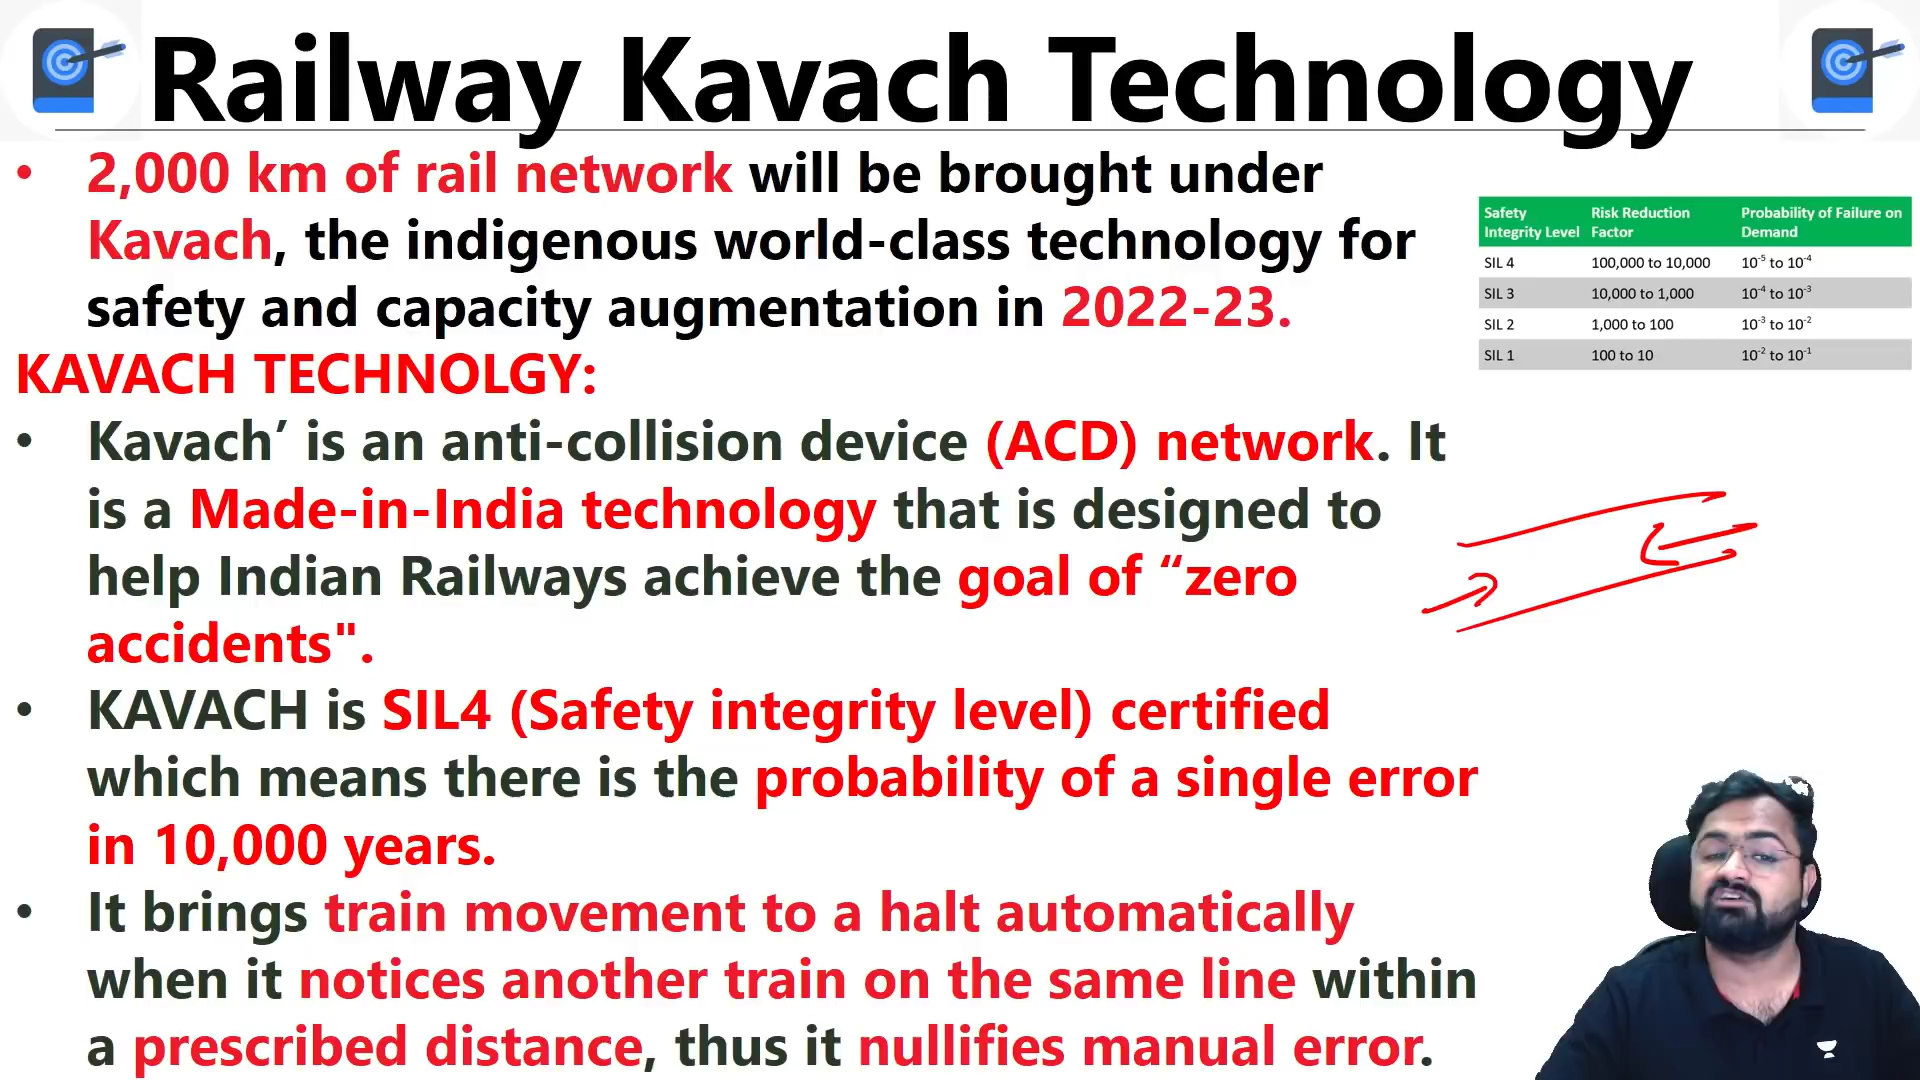 Railway Kavach Technology
• 2,000 km of rail network will be brought under
Kavach, the indigenous world-class technology for
safety and capacity augmentation in 2022-23.
KAVACH TECHNOLGY:
• Kavach’ is an anti-collision device (ACD) network. It
is a Made-in-India technology that is designed to
help Indian Railways achieve the goal of “zero
accidents".
• KAVACH is SIL4 (Safety integrity level) certified
which means there is the probability of a single error
in 10,000 years.
• It brings train movement to a halt automatically
when it notices another train on the same line within
a prescribed distance, thus it nullifies manual error.
Safety Integrity Level Risk Reduction Factor Probability of Failure on Demand
SIL 4 100,000 to 10,000 10⁻⁵ to 10⁻⁴
SIL 3 10,000 to 1,000 10⁻⁴ to 10⁻³
SIL 2 1,000 to 100 10⁻³ to 10⁻²
SIL 1 100 to 10 10⁻² to 10⁻¹